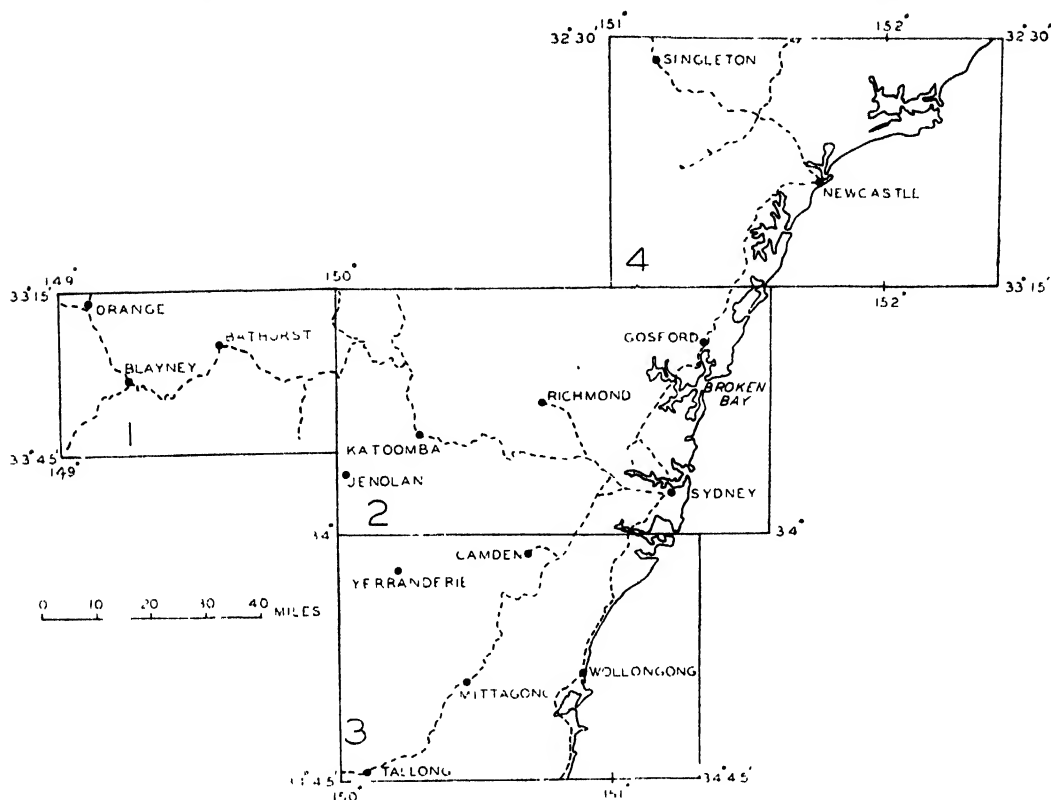 151°
152°
32°30'
32°30'
SINGLETON
NEWCASTLE
4
149°
150°
33°15'
152°
33°15'
ORANGE
BATHURST
GOSFORD
BLAYNEY
BROKEN
BAY
RICHMOND
1
KATOOMBA
33°45'
149°
JENOLAN
SYDNEY
2
34°
34°
CAMDEN
YERRANDERIE
0 10 20 30 40 MILES
WOLLONGONG
MITTAGONG
3
TALLONG
45'
34°45'
150°
151°